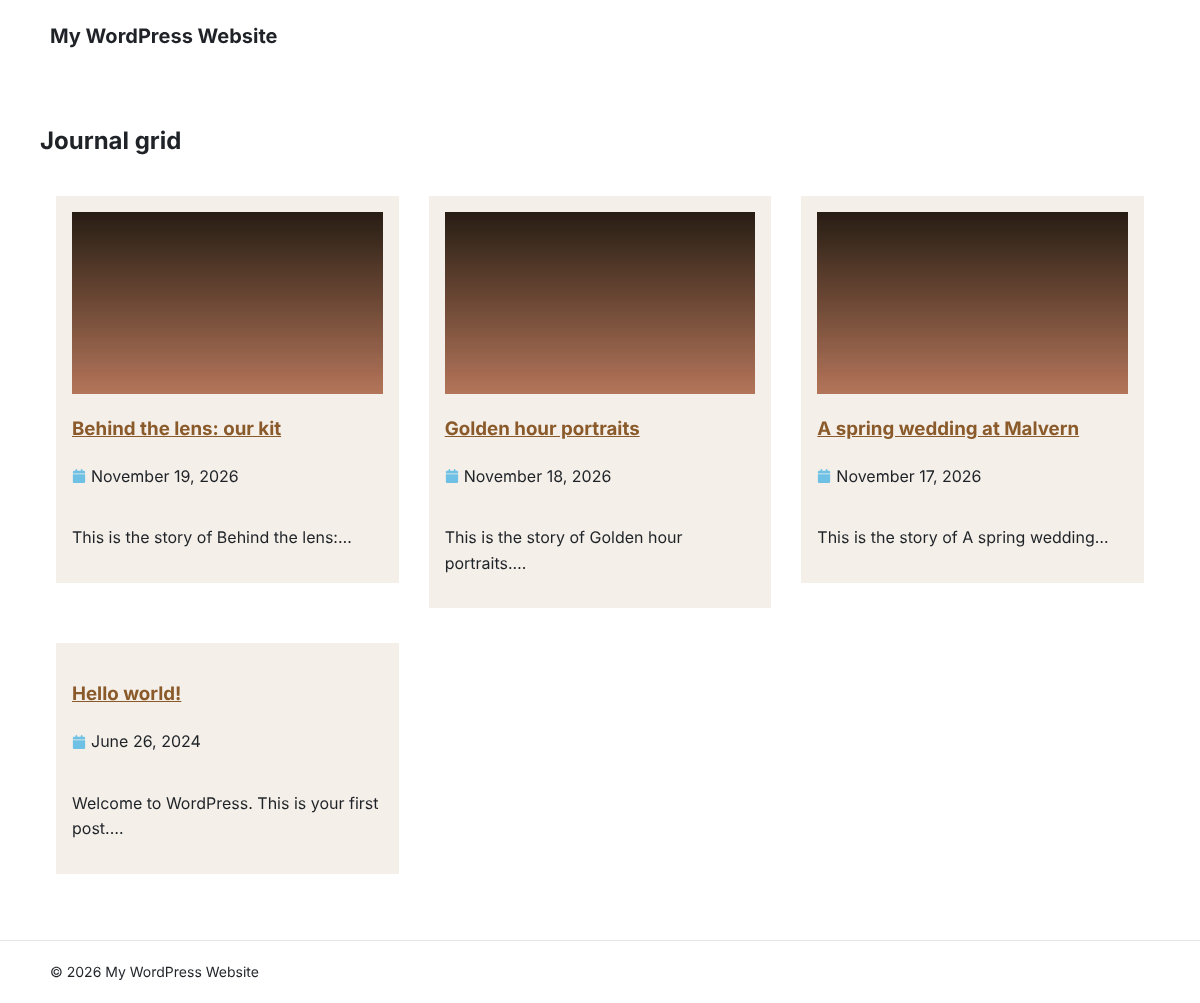 My WordPress Website
Journal grid
Behind the lens: our kit
November 19, 2026
This is the story of Behind the lens:...
Golden hour portraits
November 18, 2026
This is the story of Golden hour
portraits....
A spring wedding at Malvern
November 17, 2026
This is the story of A spring wedding...
Hello world!
June 26, 2024
Welcome to WordPress. This is your first
post....
© 2026 My WordPress Website